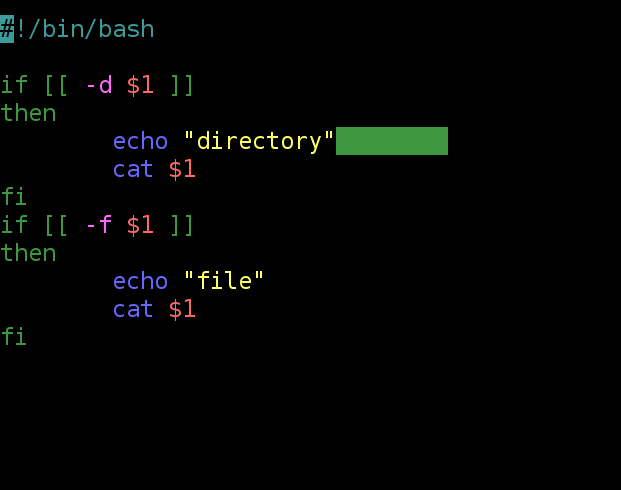 #!/bin/bash

if [[ -d $1 ]]
then
        echo "directory"
        cat $1
fi
if [[ -f $1 ]]
then
        echo "file"
        cat $1
fi